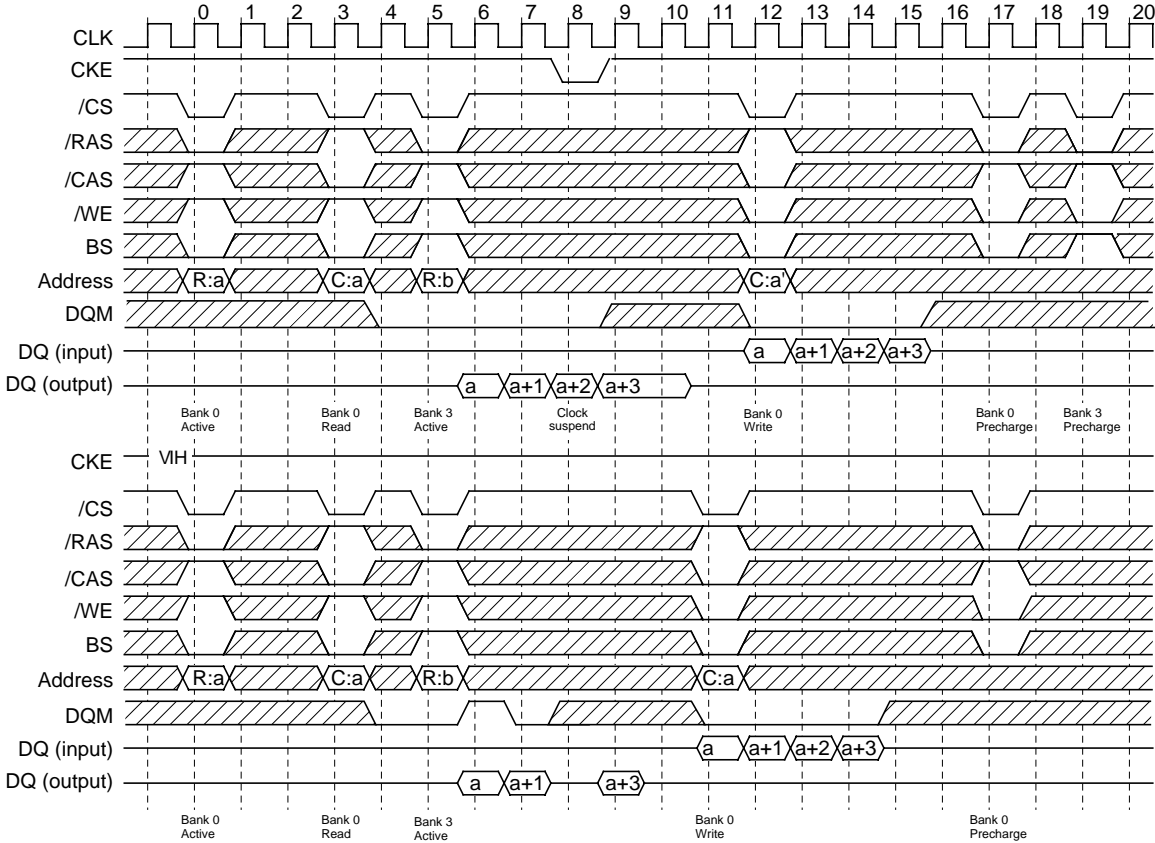 0 1 2 3 4 5 6 7 8 9 10 11 12 13 14 15 16 17 18 19 20
CLK
CKE
/CS
/RAS
/CAS
/WE
BS
Address R:a C:a R:b C:a'
DQM
DQ (input) a a+1 a+2 a+3
DQ (output) a a+1 a+2 a+3
Bank 0 Bank 0 Bank 3 Clock Bank 0 Bank 0 Bank 3
Active Read Active suspend Write Precharge Precharge
CKE VIH
/CS
/RAS
/CAS
/WE
BS
Address R:a C:a R:b C:a
DQM
DQ (input) a a+1 a+2 a+3
DQ (output) a a+1 a+3
Bank 0 Bank 0 Bank 3 Bank 0 Bank 0
Active Read Active Write Precharge